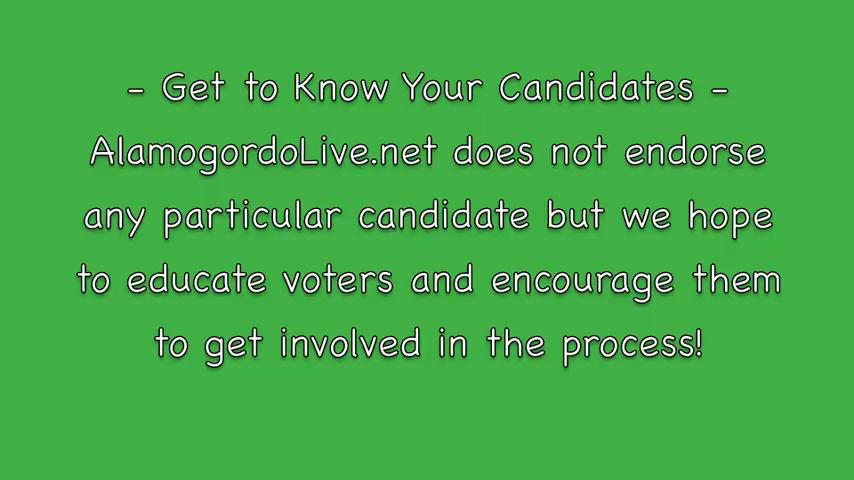 - Get to Know Your Candidates -
AlamogordoLive.net does not endorse
any particular candidate but we hope
to educate voters and encourage them
to get involved in the process!